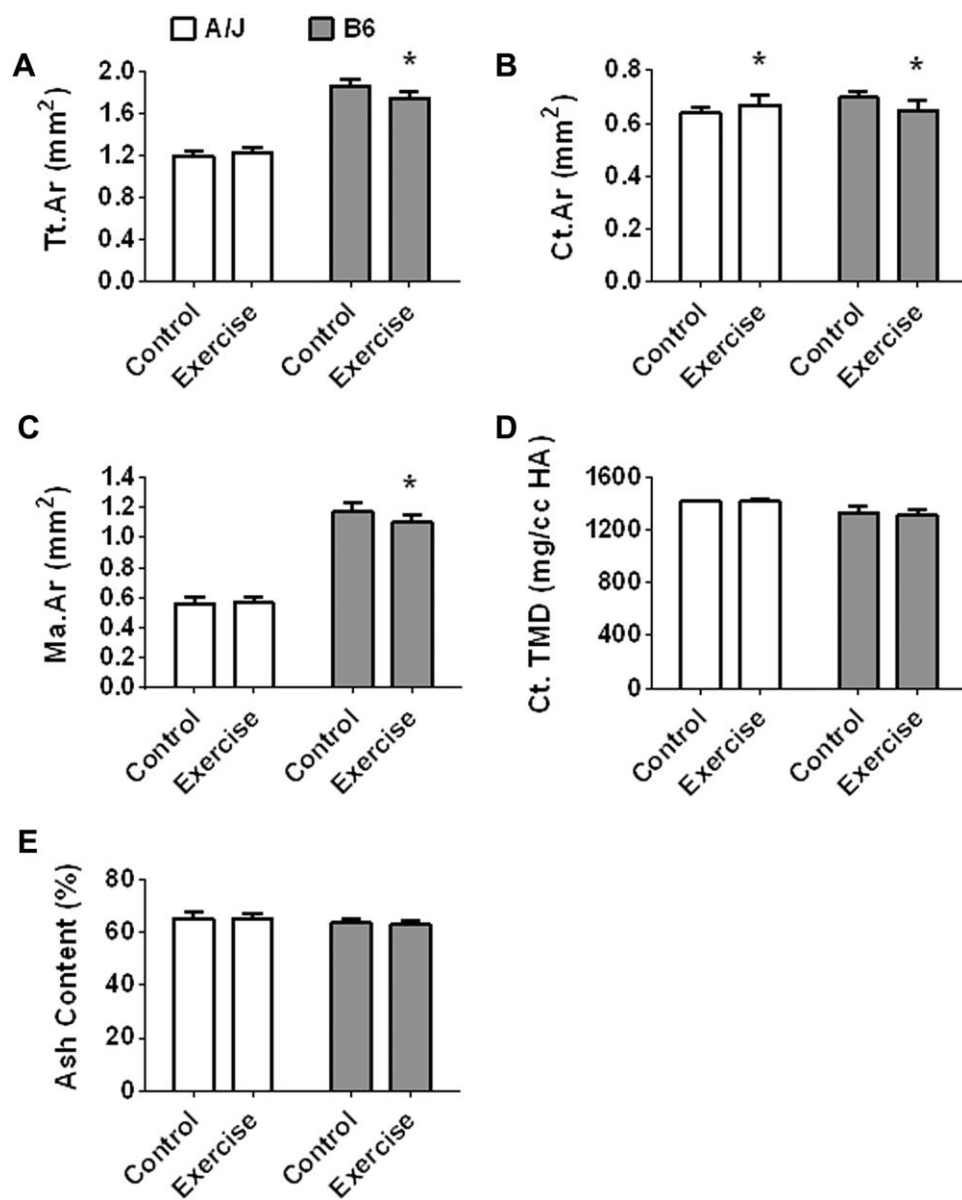 A/J B6
A
*
Tt.Ar (mm²)
2.0
1.6
1.2
0.8
0.4
0.0
Control Exercise Control Exercise
B
* *
Ct.Ar (mm²)
0.8
0.6
0.4
0.2
0.0
Control Exercise Control Exercise
C
*
Ma.Ar (mm²)
1.4
1.2
1.0
0.8
0.6
0.4
0.2
0.0
Control Exercise Control Exercise
D
Ct. TMD (mg/cc HA)
1600
1200
800
400
0
Control Exercise Control Exercise
E
Ash Content (%)
80
60
40
20
0
Control Exercise Control Exercise